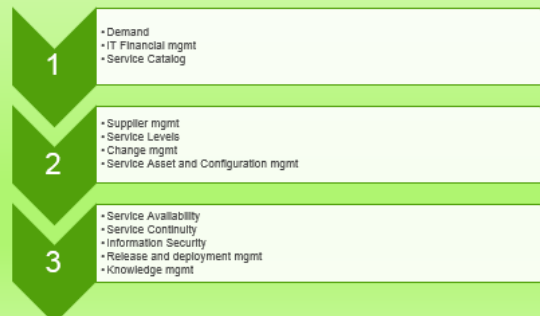 1
• Demand
• IT Financial mgmt
• Service Catalog
2
• Supplier mgmt
• Service Levels
• Change mgmt
• Service Asset and Configuration mgmt
3
• Service Availability
• Service Continuity
• Information Security
• Release and deployment mgmt
• Knowledge mgmt